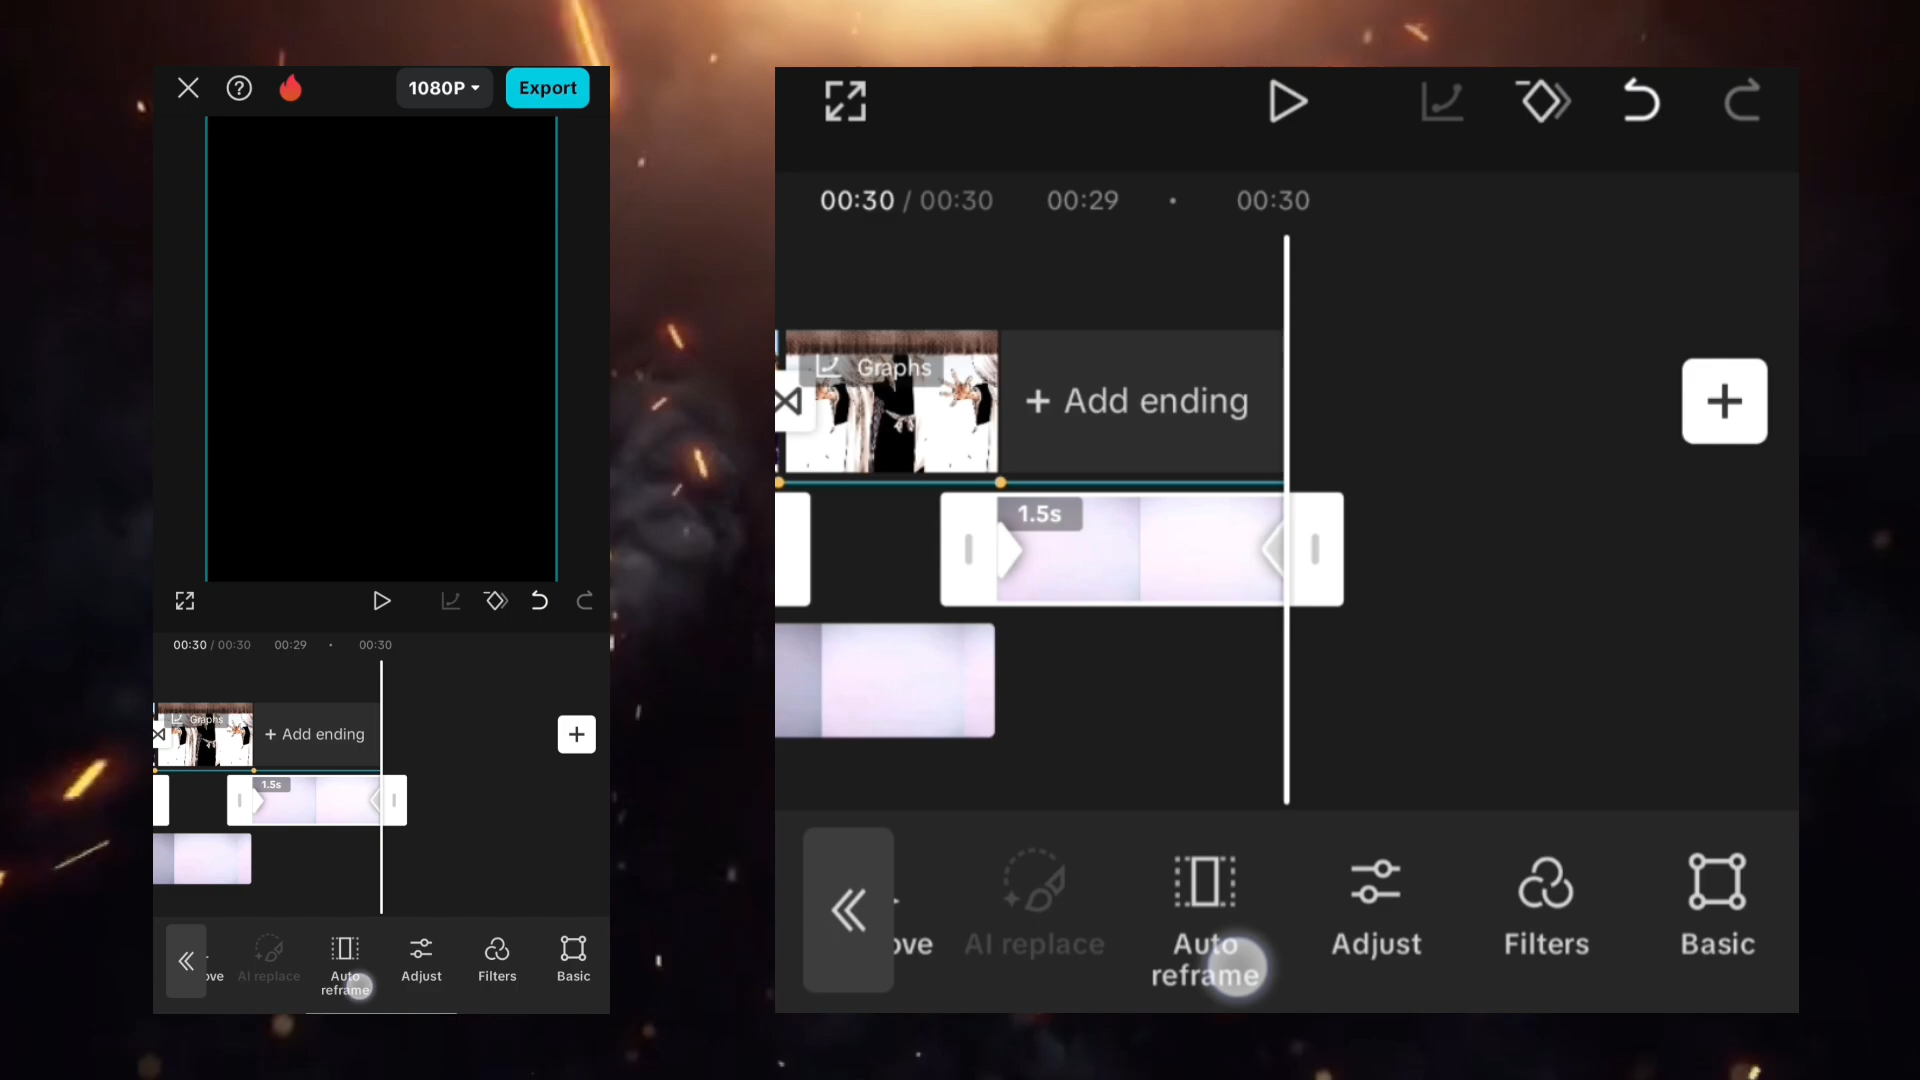 1080P
Export
00:30 / 00:30 00:29 • 00:30
Graphs
+ Add ending
1.5s
ove
AI replace
Auto
reframe
Adjust
Filters
Basic
00:30 / 00:30 00:29 • 00:30
Graphs
+ Add ending
1.5s
ove
AI replace
Auto
reframe
Adjust
Filters
Basic